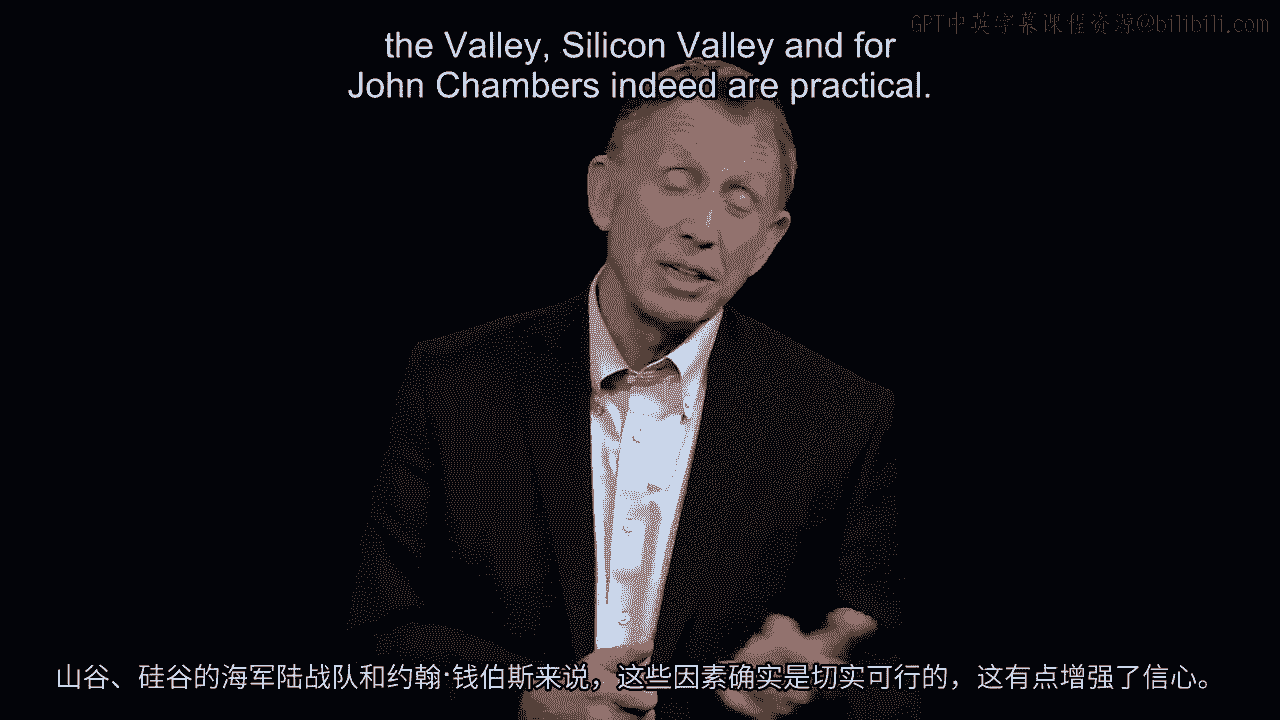 GPT中英字幕课程资源@bilibili.com
the Valley, Silicon Valley and for
John Chambers indeed are practical.
山谷、硅谷的海军陆战队和约翰·钱伯斯来说，这些因素确实是切实可行的，这有点增强了信心。